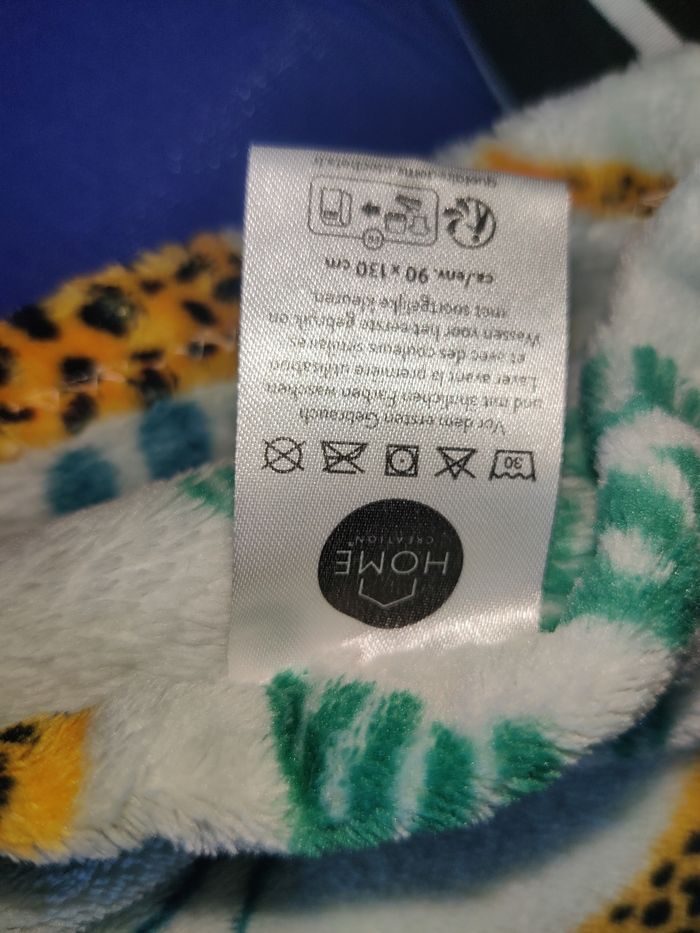 HOME
CREATION®
30
Vor dem ersten Gebrauch
und mit ähnlichen Farben waschen
Laver avant la première utilisation
et avec des couleurs similaires.
Wassen voor het eerste gebruik en
met soortgelijke kleuren.
ca./env. 90 x 130 cm
FR